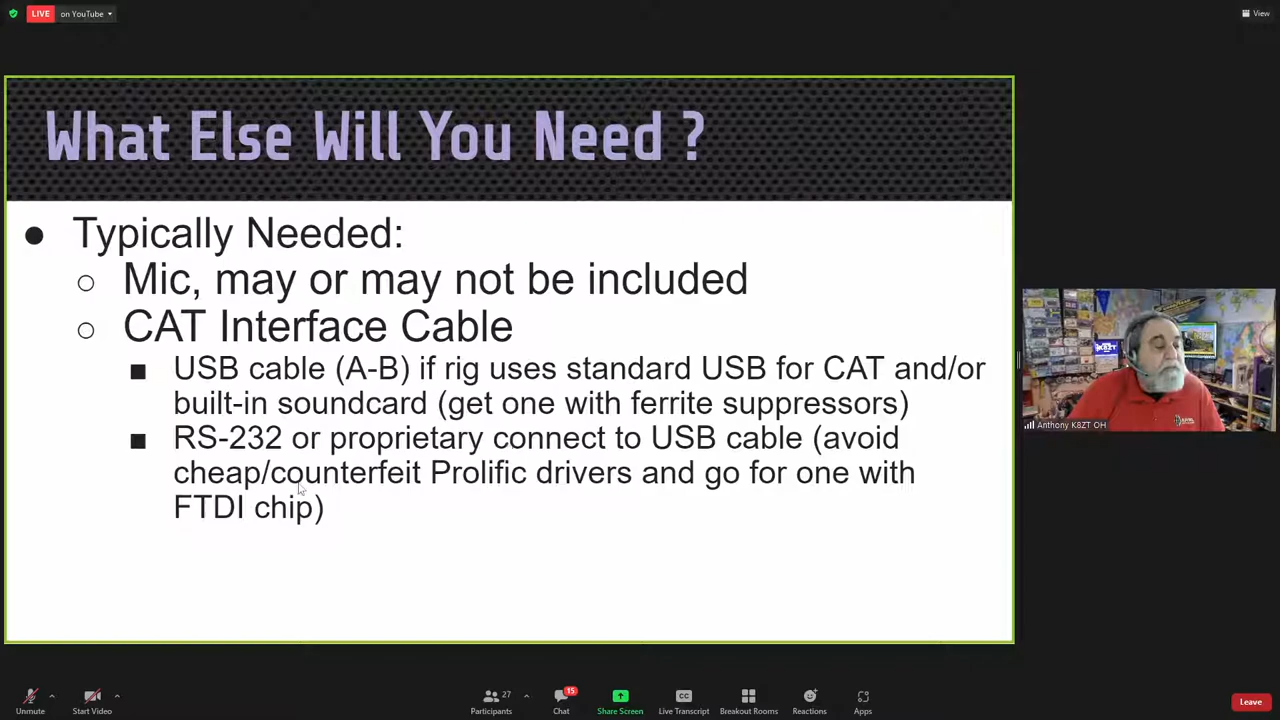 LIVE on YouTube
View
What Else Will You Need ?
Typically Needed:
Mic, may or may not be included
CAT Interface Cable
USB cable (A-B) if rig uses standard USB for CAT and/or
built-in soundcard (get one with ferrite suppressors)
RS-232 or proprietary connect to USB cable (avoid
cheap/counterfeit Prolific drivers and go for one with
FTDI chip)
K8ZT
Anthony K8ZT OH
Unmute
Start Video
27
Participants
15
Chat
Share Screen
CC
Live Transcript
Breakout Rooms
Reactions
Apps
Leave